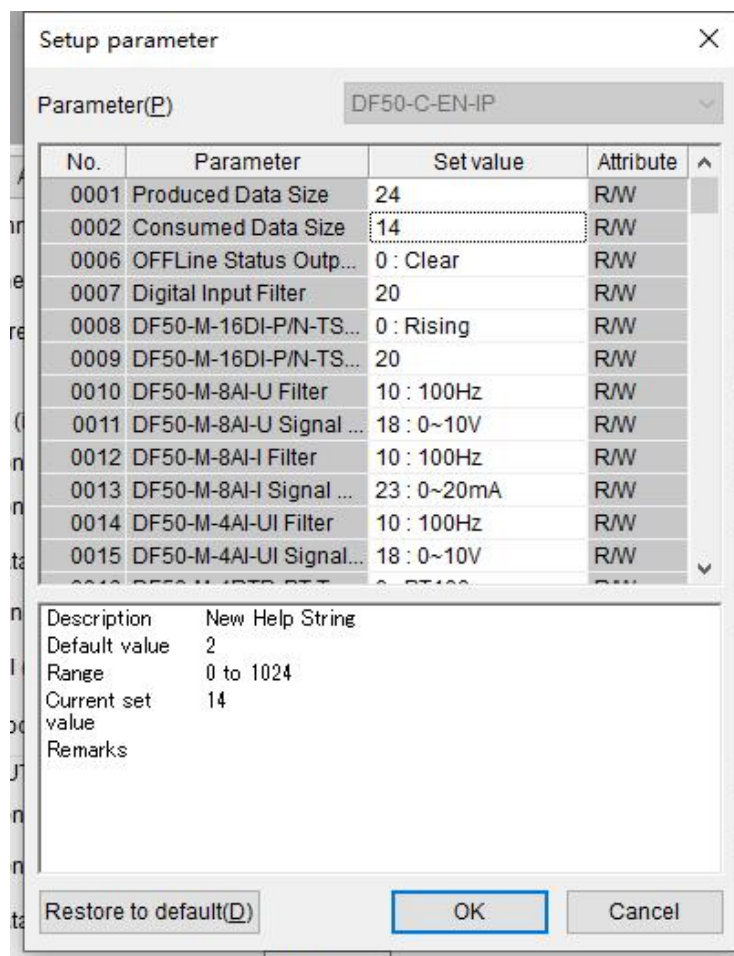 Setup parameter
Parameter(P) DF50-C-EN-IP
No. Parameter Set value Attribute
0001 Produced Data Size 24 R/W
0002 Consumed Data Size 14 R/W
0006 OFFLine Status Outp... 0 : Clear R/W
0007 Digital Input Filter 20 R/W
0008 DF50-M-16DI-P/N-TS... 0 : Rising R/W
0009 DF50-M-16DI-P/N-TS... 20 R/W
0010 DF50-M-8AI-U Filter 10 : 100Hz R/W
0011 DF50-M-8AI-U Signal ... 18 : 0~10V R/W
0012 DF50-M-8AI-I Filter 10 : 100Hz R/W
0013 DF50-M-8AI-I Signal ... 23 : 0~20mA R/W
0014 DF50-M-4AI-UI Filter 10 : 100Hz R/W
0015 DF50-M-4AI-UI Signal... 18 : 0~10V R/W
Description New Help String
Default value 2
Range 0 to 1024
Current set 14
value
Remarks
Restore to default(D) OK Cancel